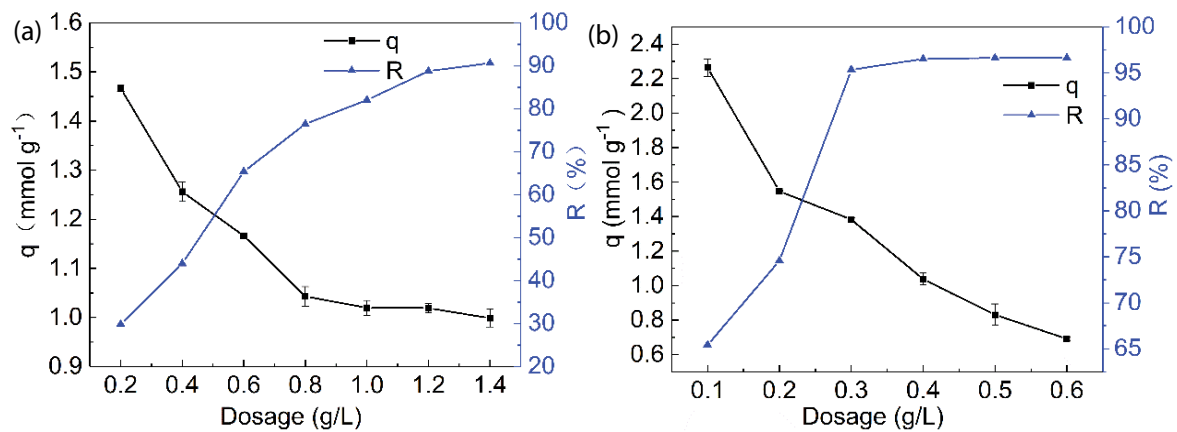 (a)
q
R
1.6
1.5
1.4
1.3
1.2
1.1
1.0
0.9
q（mmol g⁻¹)
100
90
80
70
60
50
40
30
20
R（%）
0.2 0.4 0.6 0.8 1.0 1.2 1.4
Dosage (g/L)
(b)
q
R
2.4
2.2
2.0
1.8
1.6
1.4
1.2
1.0
0.8
0.6
q (mmol g⁻¹)
100
95
90
85
80
75
70
65
R (%)
0.1 0.2 0.3 0.4 0.5 0.6
Dosage (g/L)